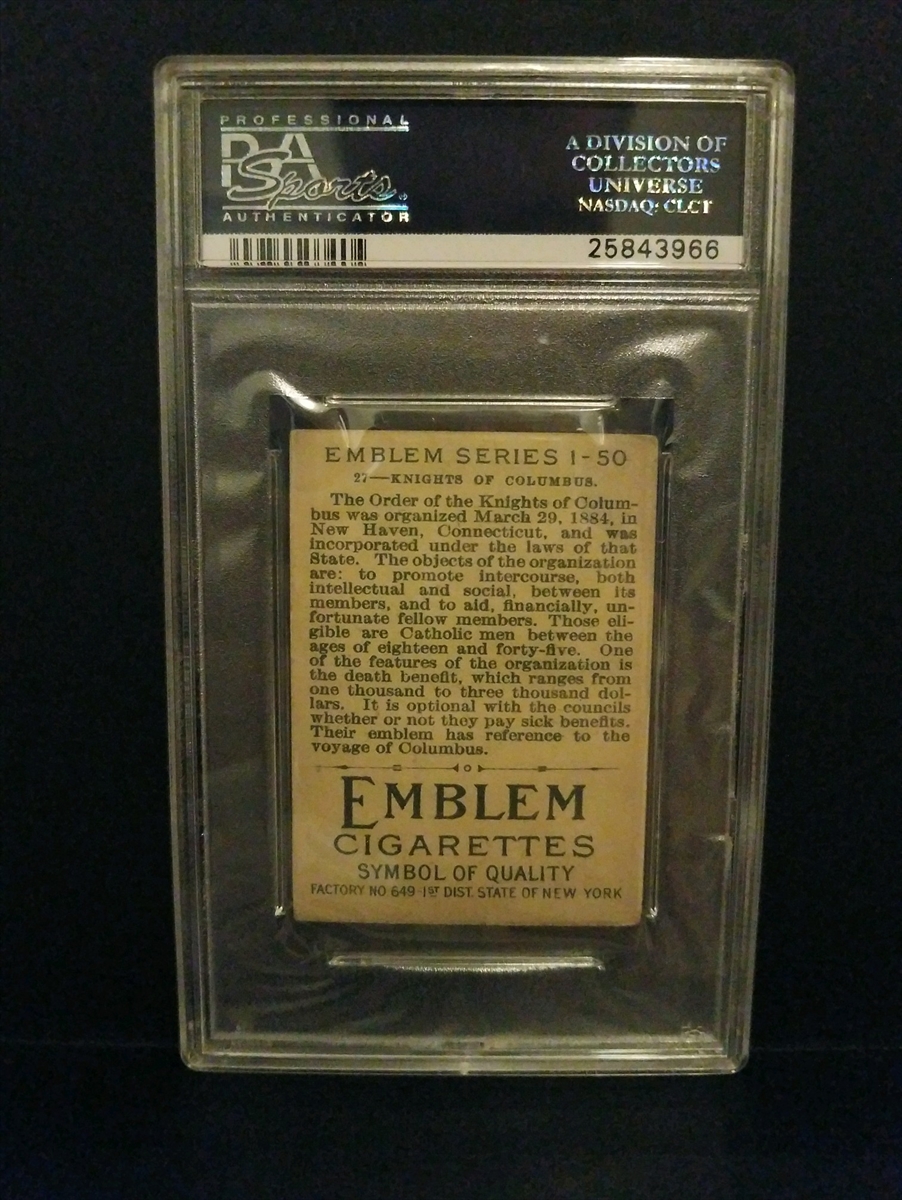 PROFESSIONAL
PSA
Sports
AUTHENTICATOR
A DIVISION OF
COLLECTORS
UNIVERSE
NASDAQ: CLCT
25843966
EMBLEM SERIES 1-50
27—KNIGHTS OF COLUMBUS.
The Order of the Knights of Colum-
bus was organized March 29, 1884, in
New Haven, Connecticut, and was
incorporated under the laws of that
State. The objects of the organization
are: to promote intercourse, both
intellectual and social, between its
members, and to aid, financially, un-
fortunate fellow members. Those eli-
gible are Catholic men between the
ages of eighteen and forty-five. One
of the features of the organization is
the death benefit, which ranges from
one thousand to three thousand dol-
lars. It is optional with the councils
whether or not they pay sick benefits.
Their emblem has reference to the
voyage of Columbus.
EMBLEM
CIGARETTES
SYMBOL OF QUALITY
FACTORY NO 649 1ST DIST. STATE OF NEW YORK